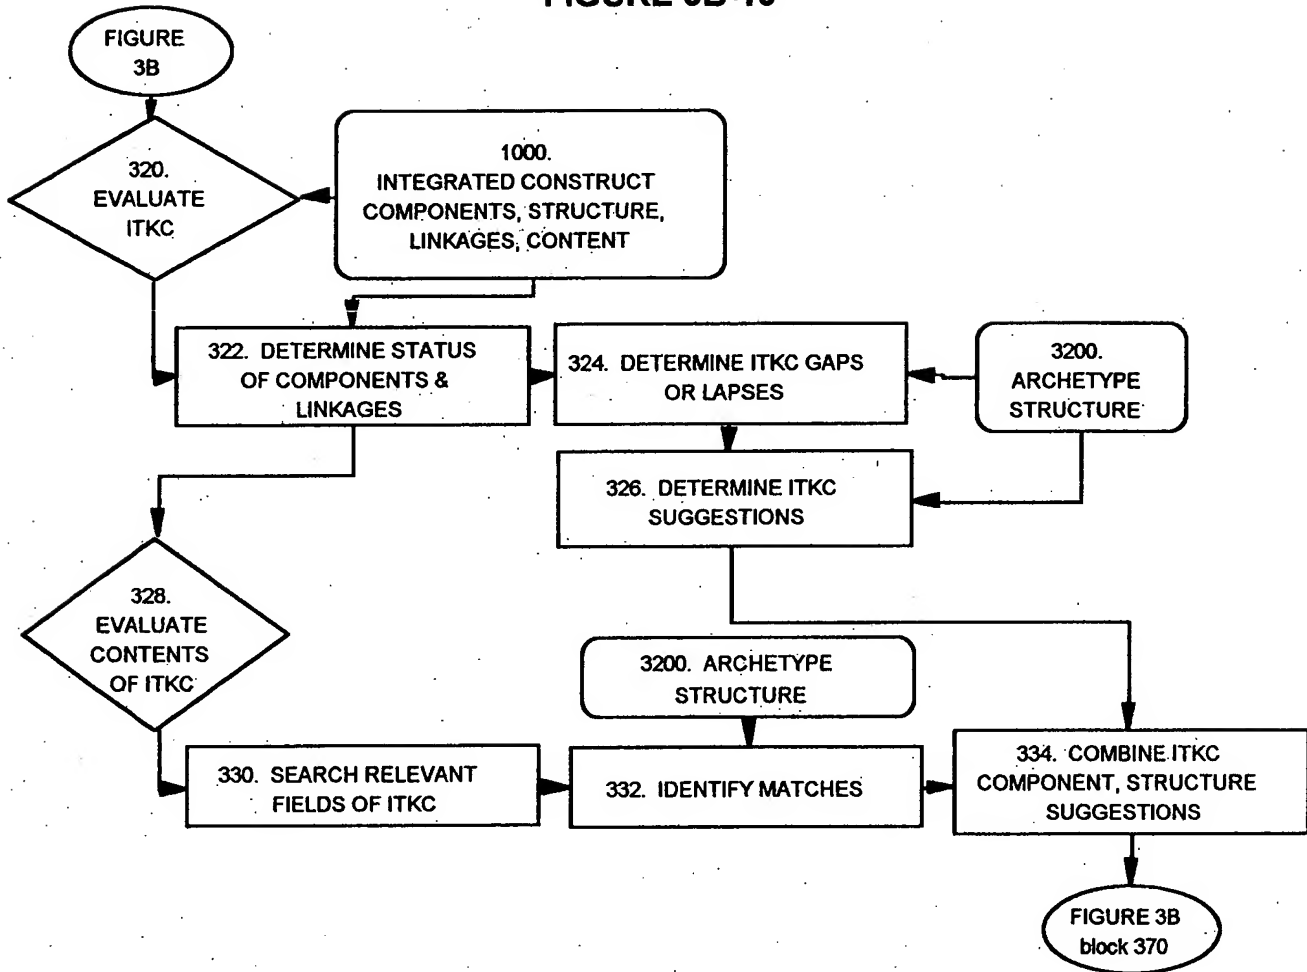 FIGURE
3B
320.
EVALUATE
ITKC
1000.
INTEGRATED CONSTRUCT
COMPONENTS, STRUCTURE,
LINKAGES, CONTENT
322. DETERMINE STATUS
OF COMPONENTS &
LINKAGES
324. DETERMINE ITKC GAPS
OR LAPSES
3200.
ARCHETYPE
STRUCTURE
326. DETERMINE ITKC
SUGGESTIONS
328.
EVALUATE
CONTENTS
OF ITKC
3200. ARCHETYPE
STRUCTURE
330. SEARCH RELEVANT
FIELDS OF ITKC
332. IDENTIFY MATCHES
334. COMBINE ITKC
COMPONENT, STRUCTURE
SUGGESTIONS
FIGURE 3B
block 370